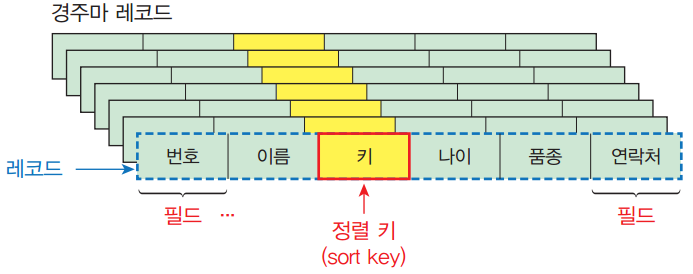 경주마 레코드
번호 이름 키 나이 품종 연락처
레코드
필드 ... 필드
정렬 키
(sort key)